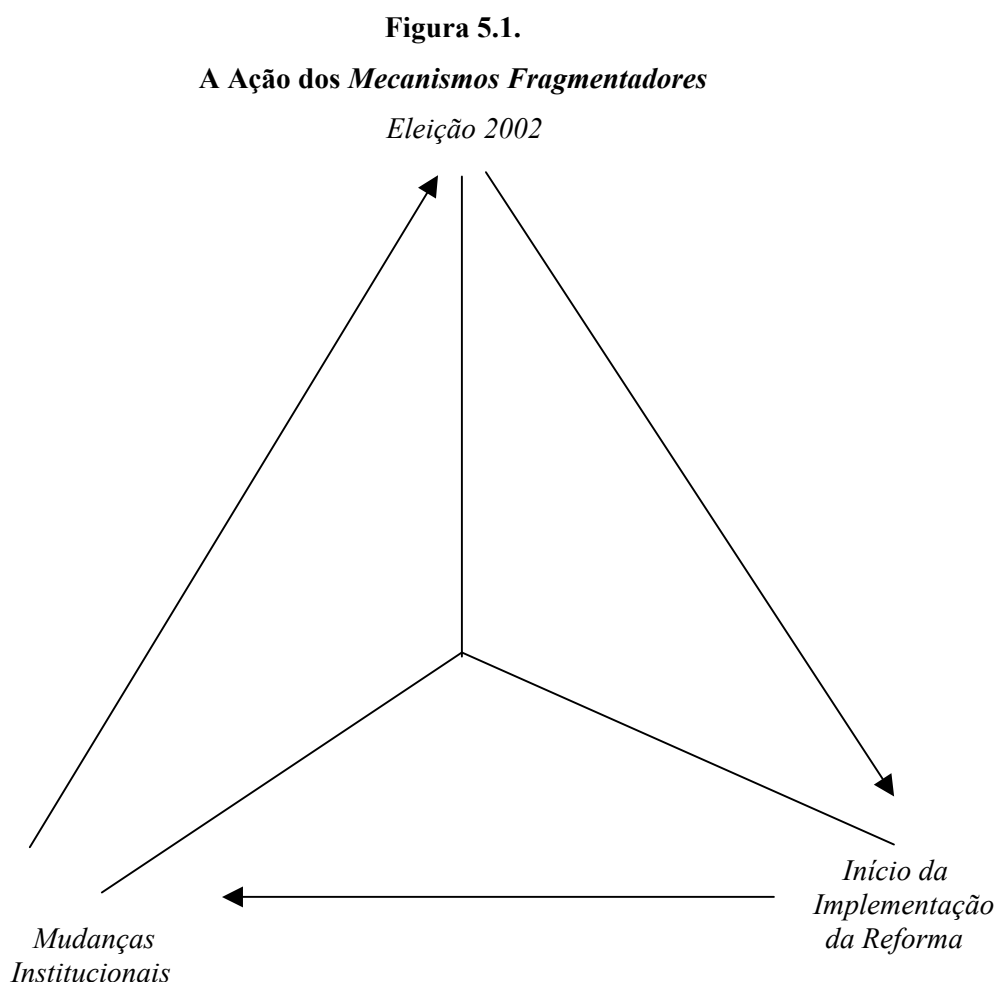 Figura 5.1.
A Ação dos Mecanismos Fragmentadores
Eleição 2002
Início da
Implementação
da Reforma
Mudanças
Institucionais